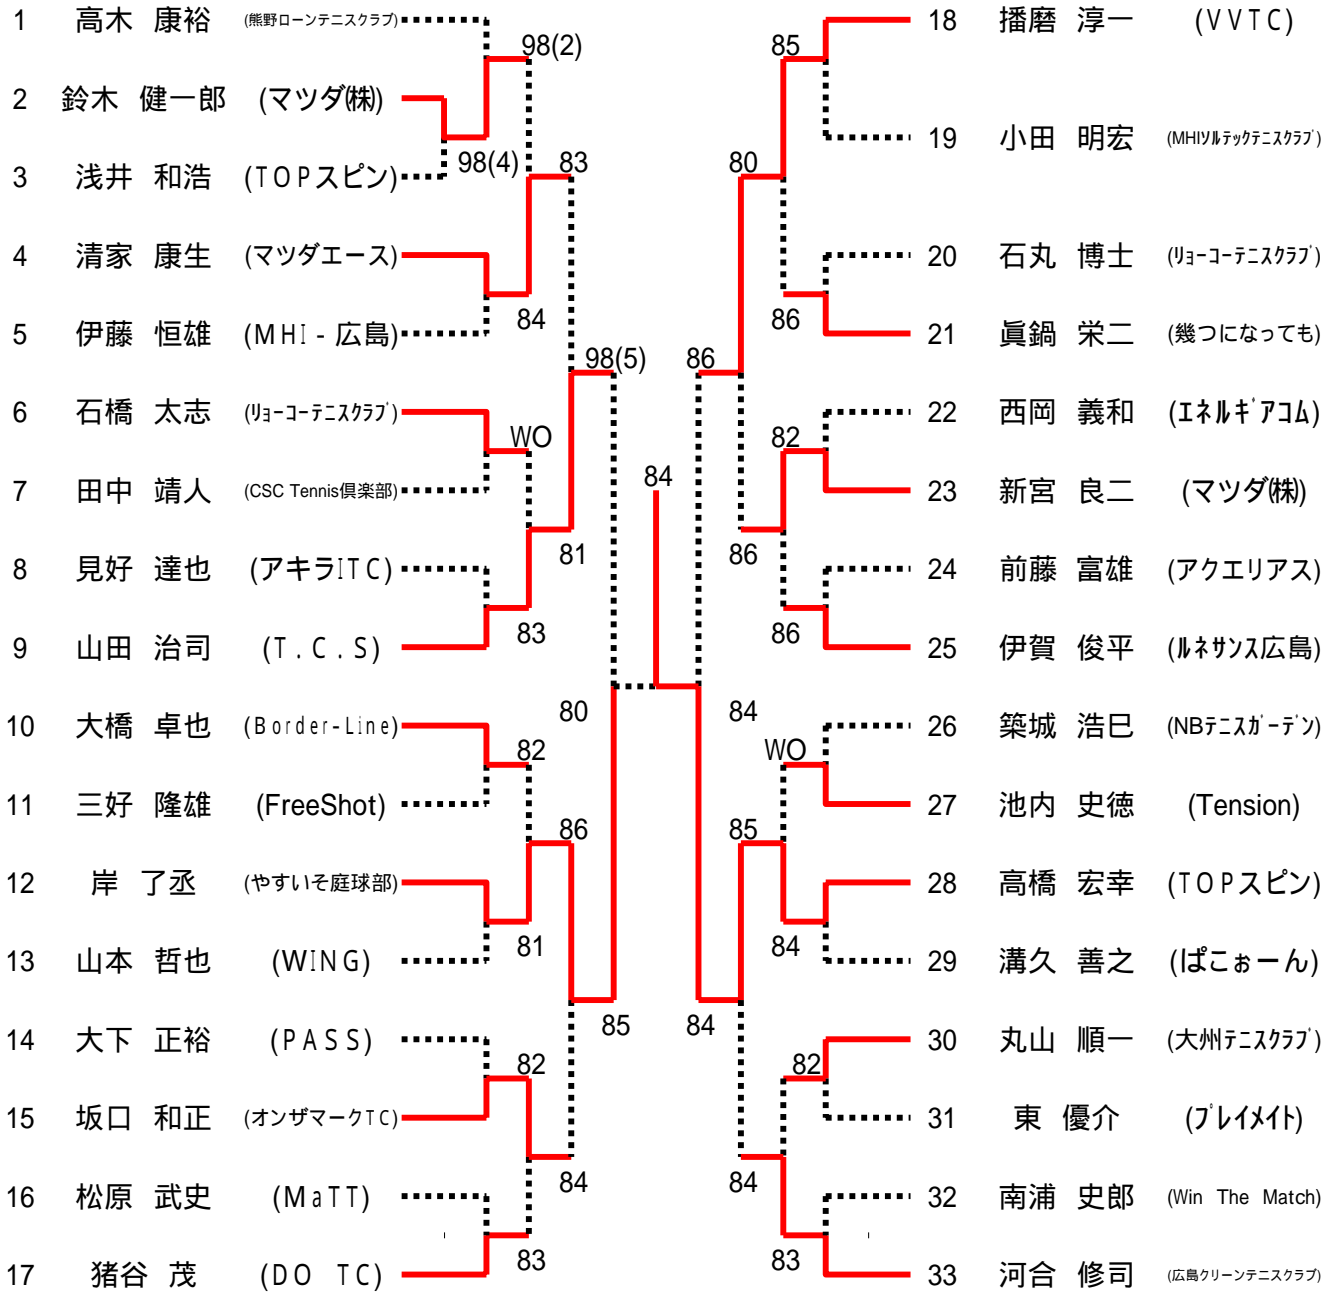 1 高木 康裕 (熊野ローンテニスクラブ)
98(2)
2 鈴木 健一郎 (マツダ㈱)
98(4)
3 浅井 和浩 (TOPスピン)
83
4 清家 康生 (マツダエース)
84
5 伊藤 恒雄 (MHI-広島)
98(5)
6 石橋 太志 (リョーコーテニスクラブ)
WO
7 田中 靖人 (CSC Tennis倶楽部)
81
8 見好 達也 (アキラITC)
83
9 山田 治司 (T.C.S)
80
10 大橋 卓也 (Border-Line)
82
11 三好 隆雄 (FreeShot)
86
12 岸 了丞 (やすいそ庭球部)
81
13 山本 哲也 (WING)
85
14 大下 正裕 (PASS)
82
15 坂口 和正 (オンザマークTC)
84
16 松原 武史 (MaTT)
83
17 猪谷 茂 (DO TC)
84
18 播磨 淳一 (VVTC)
85
19 小田 明宏 (MHIソルテックテニスクラブ)
80
20 石丸 博士 (リョーコーテニスクラブ)
86
21 眞鍋 栄二 (幾つになっても)
86
22 西岡 義和 (エネルギアコム)
82
23 新宮 良二 (マツダ㈱)
86
24 前藤 富雄 (アクエリアス)
86
25 伊賀 俊平 (ルネサンス広島)
84
26 築城 浩巳 (NBテニスガーデン)
WO
27 池内 史徳 (Tension)
85
28 高橋 宏幸 (TOPスピン)
84
29 溝久 善之 (ぱこぉーん)
84
30 丸山 順一 (大州テニスクラブ)
82
31 東 優介 (プレイメイト)
84
32 南浦 史郎 (Win The Match)
83
33 河合 修司 (広島クリーンテニスクラブ)